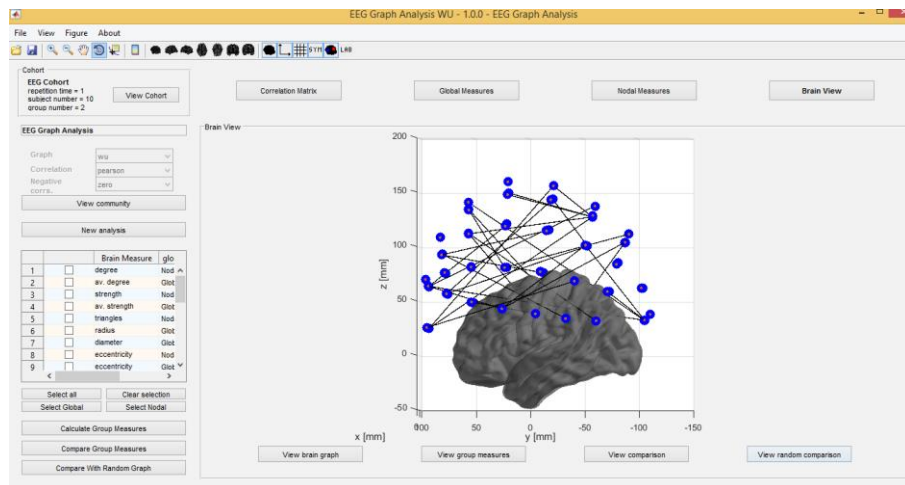 EEG Graph Analysis WU - 1.0.0 - EEG Graph Analysis
File View Figure About
SYM LAB
Cohort
EEG Cohort
repetition time = 1
subject number = 10
group number = 2
View Cohort
Correlation Matrix
Global Measures
Nodal Measures
Brain View
EEG Graph Analysis
Graph wu
Correlation pearson
Negative corrs. zero
View community
New analysis
Brain Measure glo
1 degree Nod
2 av. degree Glot
3 strength Nod
4 av. strength Glot
5 triangles Nod
6 radius Glot
7 diameter Glot
8 eccentricity Nod
9 eccentricity Glot
Select all Clear selection
Select Global Select Nodal
Calculate Group Measures
Compare Group Measures
Compare With Random Graph
Brain View
200
150
100
50
0
-50
z [mm]
50 0 -50 -100 -150
x [mm]
y [mm]
View brain graph
View group measures
View comparison
View random comparison